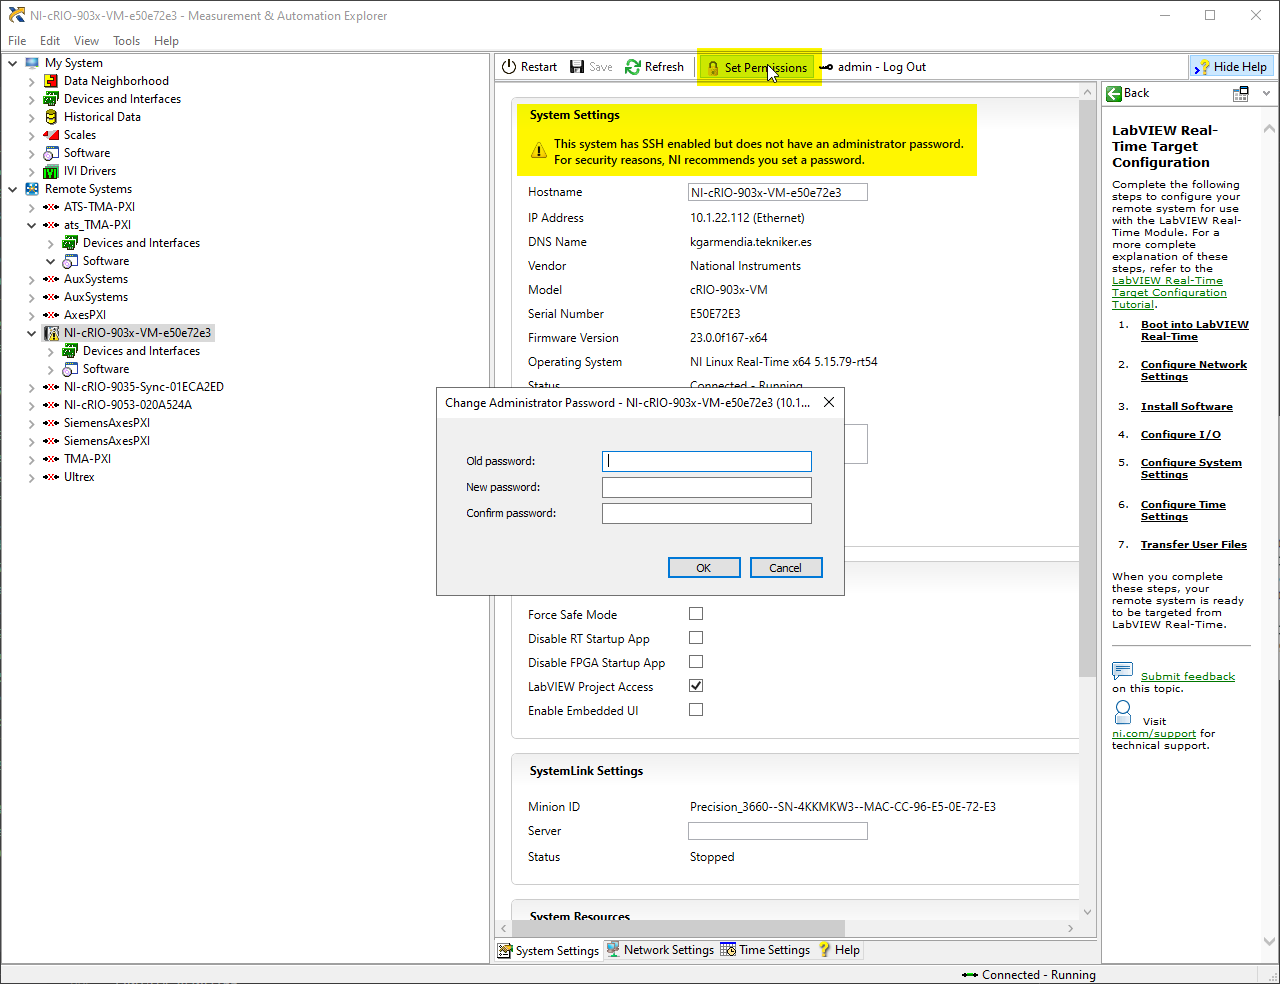 NI-cRIO-903x-VM-e50e72e3 - Measurement & Automation Explorer
File Edit View Tools Help
My System
Data Neighborhood
Devices and Interfaces
Historical Data
Scales
Software
IVI Drivers
Remote Systems
ATS-TMA-PXI
ats_TMA-PXI
Devices and Interfaces
Software
AuxSystems
AuxSystems
AxesPXI
NI-cRIO-903x-VM-e50e72e3
Devices and Interfaces
Software
NI-cRIO-9035-Sync-01ECA2ED
NI-cRIO-9053-020A524A
SiemensAxesPXI
SiemensAxesPXI
TMA-PXI
Ultrex
Restart Save Refresh Set Permissions admin - Log Out Hide Help
System Settings
This system has SSH enabled but does not have an administrator password.
For security reasons, NI recommends you set a password.
Hostname NI-cRIO-903x-VM-e50e72e3
IP Address 10.1.22.112 (Ethernet)
DNS Name kgarmendia.tekniker.es
Vendor National Instruments
Model cRIO-903x-VM
Serial Number E50E72E3
Firmware Version 23.0.0f167-x64
Operating System NI Linux Real-Time x64 5.15.79-rt54
Status Connected - Running
Change Administrator Password - NI-cRIO-903x-VM-e50e72e3 (10.1...
Old password:
New password:
Confirm password:
OK Cancel
Force Safe Mode
Disable RT Startup App
Disable FPGA Startup App
LabVIEW Project Access
Enable Embedded UI
SystemLink Settings
Minion ID Precision_3660--SN-4KKMKW3--MAC-CC-96-E5-0E-72-E3
Server
Status Stopped
System Resources
System Settings Network Settings Time Settings Help
Back
LabVIEW Real-
Time Target
Configuration
Complete the following
steps to configure your
remote system for use
with the LabVIEW Real-
Time Module. For a
more complete
explanation of these
steps, refer to the
LabVIEW Real-Time
Target Configuration
Tutorial.
1. Boot into LabVIEW
Real-Time
2. Configure Network
Settings
3. Install Software
4. Configure I/O
5. Configure System
Settings
6. Configure Time
Settings
7. Transfer User Files
When you complete
these steps, your
remote system is ready
to be targeted from
LabVIEW Real-Time.
Submit feedback
on this topic.
Visit
ni.com/support for
technical support.
Connected - Running